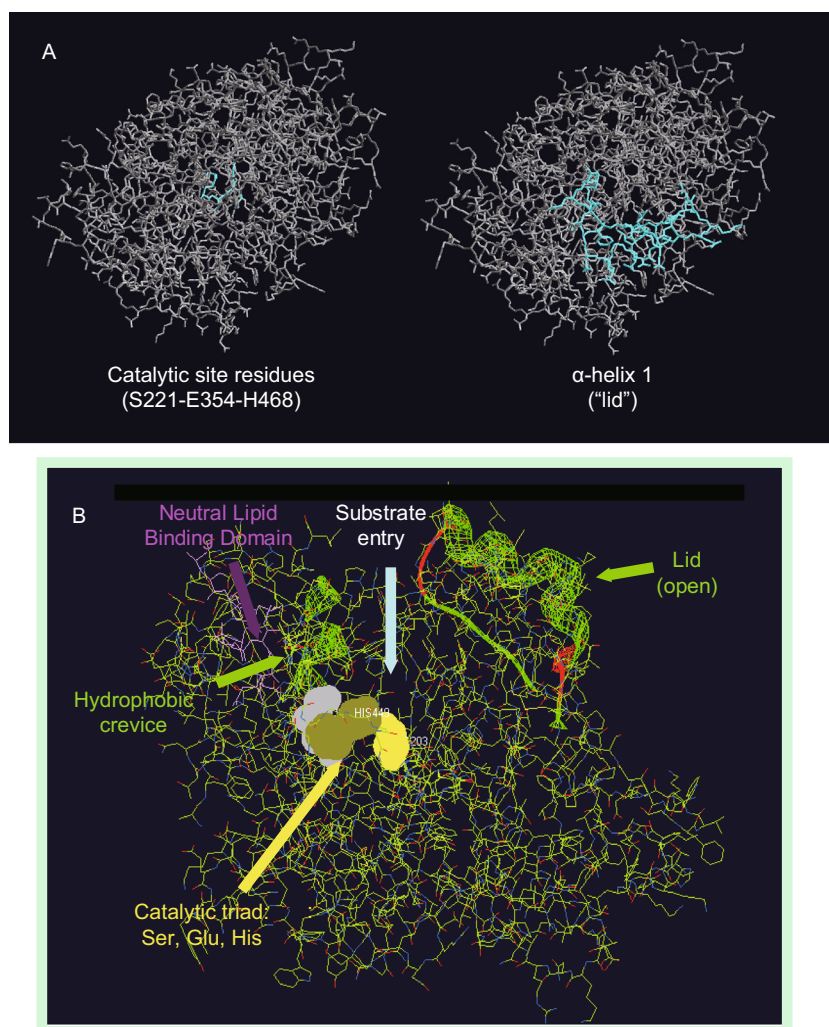 A
Catalytic site residues
(S221-E354-H468)
α-helix 1
(“lid”)
B
Neutral Lipid
Binding Domain
Substrate
entry
Lid
(open)
Hydrophobic
crevice
HIS449
203
Catalytic triad:
Ser, Glu, His